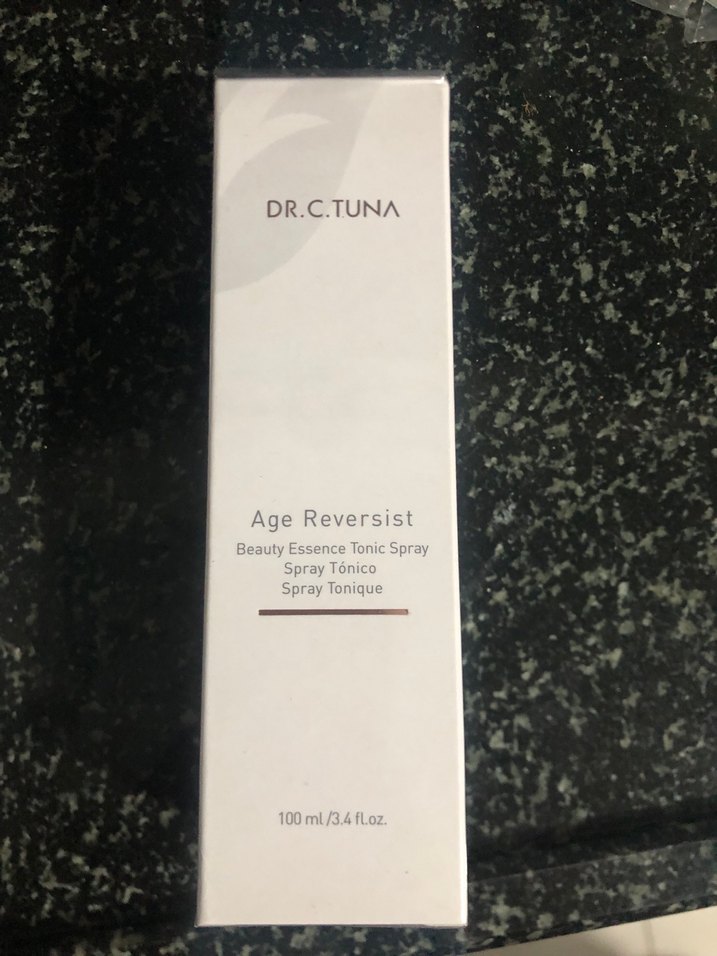 DR.C.TUNA
Age Reversist
Beauty Essence Tonic Spray
Spray Tónico
Spray Tonique
100 ml /3.4 fl.oz.